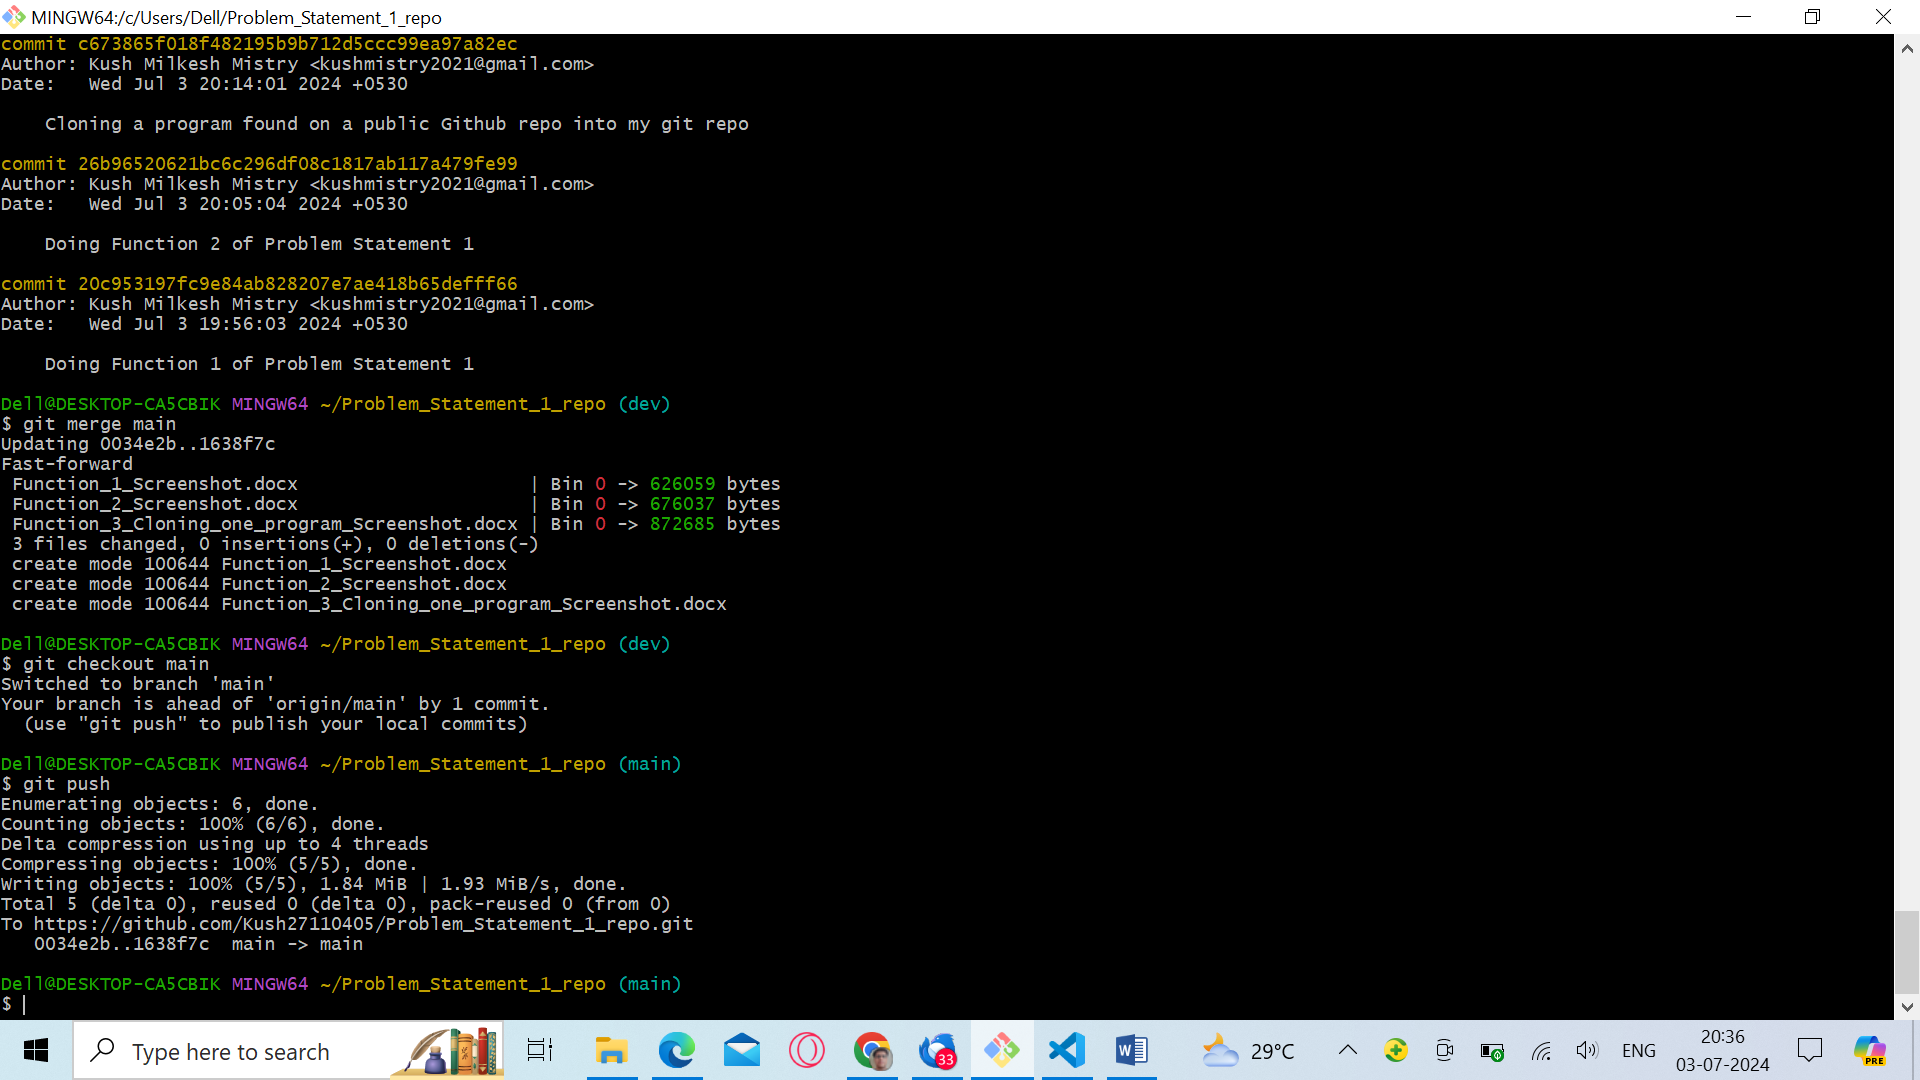 MINGW64:/c/Users/Dell/Problem_Statement_1_repo
commit c673865f018f482195b9b712d5ccc99ea97a82ec
Author: Kush Milkesh Mistry <kushmistry2021@gmail.com>
Date:   Wed Jul 3 20:14:01 2024 +0530
    Cloning a program found on a public Github repo into my git repo
commit 26b96520621bc6c296df08c1817ab117a479fe99
Author: Kush Milkesh Mistry <kushmistry2021@gmail.com>
Date:   Wed Jul 3 20:05:04 2024 +0530
    Doing Function 2 of Problem Statement 1
commit 20c953197fc9e84ab828207e7ae418b65defff66
Author: Kush Milkesh Mistry <kushmistry2021@gmail.com>
Date:   Wed Jul 3 19:56:03 2024 +0530
    Doing Function 1 of Problem Statement 1
Dell@DESKTOP-CA5CBIK MINGW64 ~/Problem_Statement_1_repo (dev)
$ git merge main
Updating 0034e2b..1638f7c
Fast-forward
 Function_1_Screenshot.docx                     | Bin 0 -> 626059 bytes
 Function_2_Screenshot.docx                     | Bin 0 -> 676037 bytes
 Function_3_Cloning_one_program_Screenshot.docx | Bin 0 -> 872685 bytes
 3 files changed, 0 insertions(+), 0 deletions(-)
 create mode 100644 Function_1_Screenshot.docx
 create mode 100644 Function_2_Screenshot.docx
 create mode 100644 Function_3_Cloning_one_program_Screenshot.docx
Dell@DESKTOP-CA5CBIK MINGW64 ~/Problem_Statement_1_repo (dev)
$ git checkout main
Switched to branch 'main'
Your branch is ahead of 'origin/main' by 1 commit.
  (use "git push" to publish your local commits)
Dell@DESKTOP-CA5CBIK MINGW64 ~/Problem_Statement_1_repo (main)
$ git push
Enumerating objects: 6, done.
Counting objects: 100% (6/6), done.
Delta compression using up to 4 threads
Compressing objects: 100% (5/5), done.
Writing objects: 100% (5/5), 1.84 MiB | 1.93 MiB/s, done.
Total 5 (delta 0), reused 0 (delta 0), pack-reused 0 (from 0)
To https://github.com/Kush27110405/Problem_Statement_1_repo.git
   0034e2b..1638f7c  main -> main
Dell@DESKTOP-CA5CBIK MINGW64 ~/Problem_Statement_1_repo (main)
$
Type here to search
33
W
29°C
ENG
20:36
03-07-2024
PRE